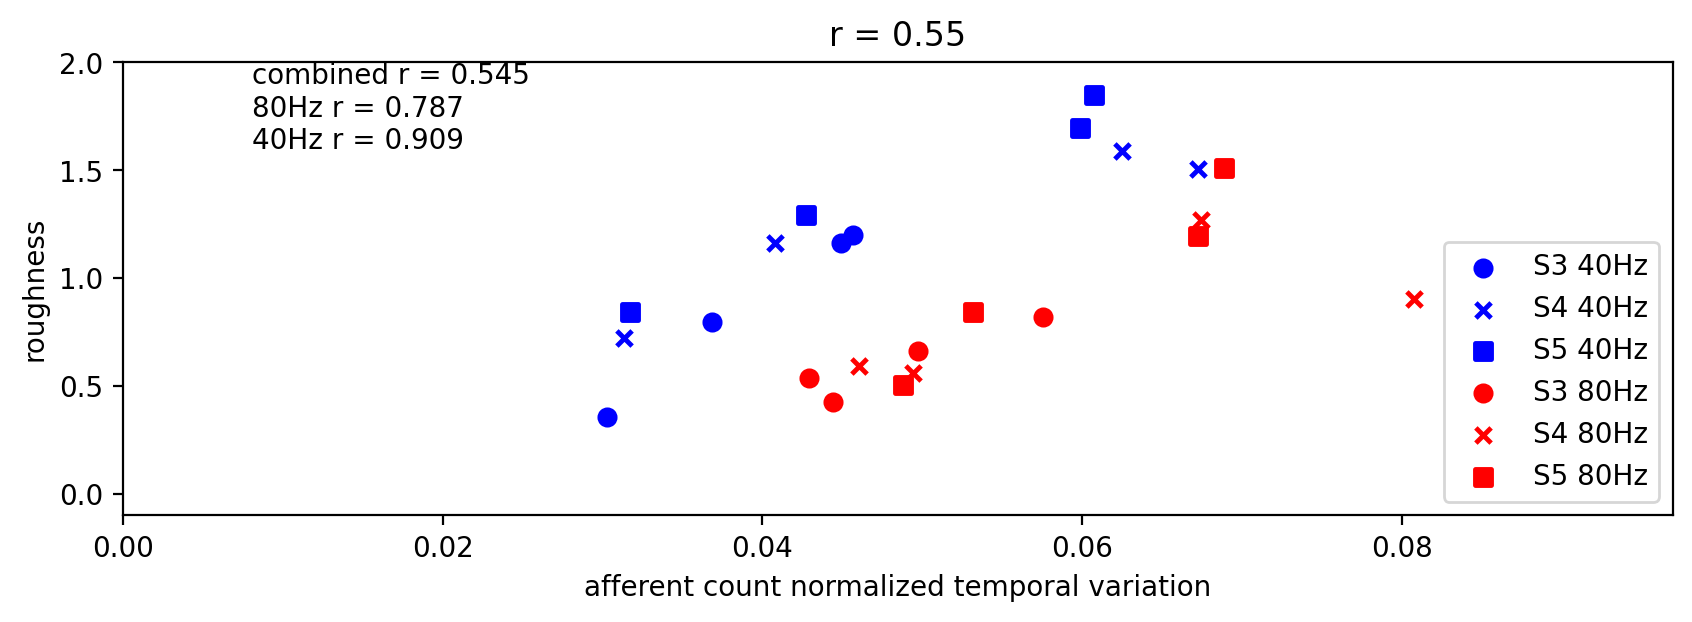 r = 0.55
combined r = 0.545
80Hz r = 0.787
40Hz r = 0.909
2.0
1.5
1.0
0.5
0.0
roughness
S3 40Hz
S4 40Hz
S5 40Hz
S3 80Hz
S4 80Hz
S5 80Hz
0.00 0.02 0.04 0.06 0.08
afferent count normalized temporal variation